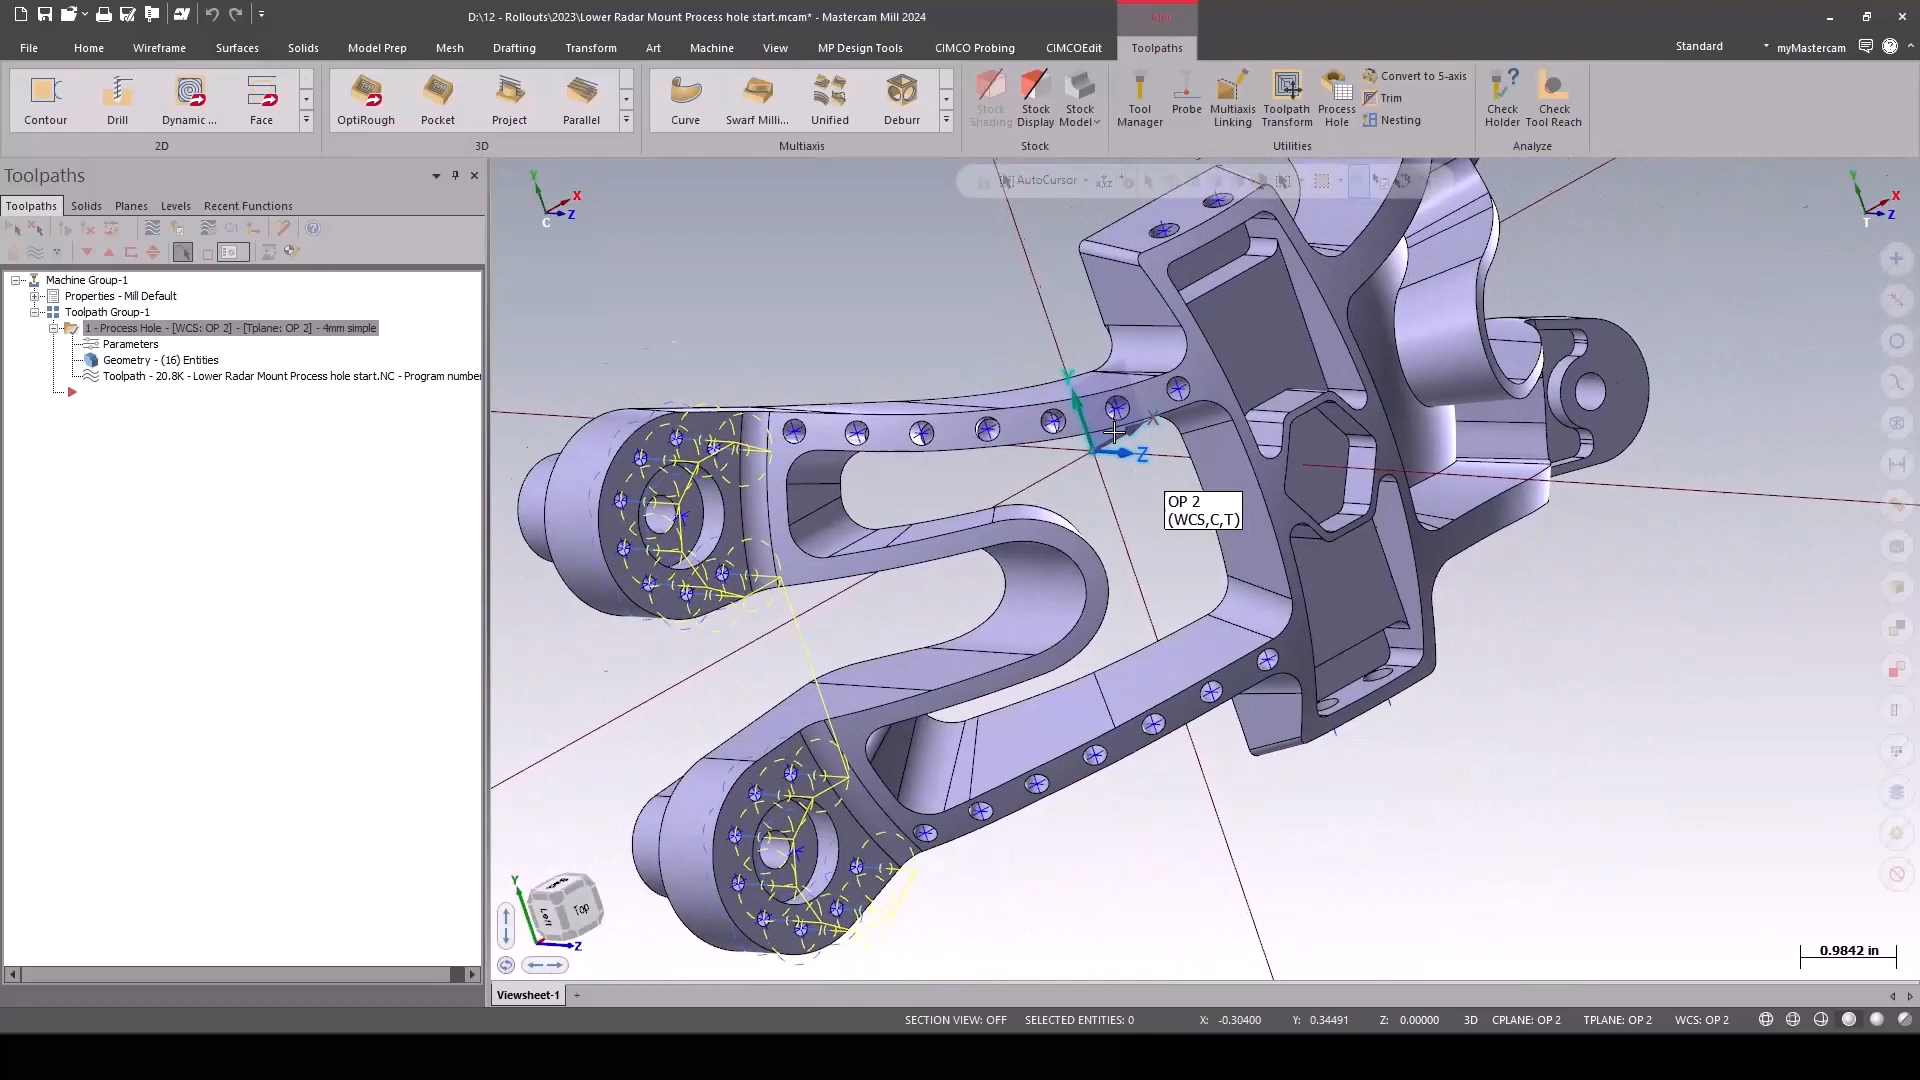 D:\12 - Rollouts\2023\Lower Radar Mount Process hole start.mcam* - Mastercam Mill 2024
Mill
File Home Wireframe Surfaces Solids Model Prep Mesh Drafting Transform Art Machine View MP Design Tools CIMCO Probing CIMCOEdit Toolpaths Standard myMastercam
Contour Drill Dynamic ... Face
OptiRough Pocket Project Parallel
Curve Swarf Milli... Unified Deburr
Stock Shading
Stock Display
Stock Model
Tool Manager
Probe
Multiaxis Linking
Toolpath Transform
Process Hole
Convert to 5-axis
Trim
Nesting
Check Holder
Check Tool Reach
2D 3D Multiaxis Stock Utilities Analyze
Toolpaths
Toolpaths Solids Planes Levels Recent Functions
Machine Group-1
Properties - Mill Default
Toolpath Group-1
1 - Process Hole - [WCS: OP 2] - [Tplane: OP 2] - 4mm simple
Parameters
Geometry - (16) Entities
Toolpath - 20.8K - Lower Radar Mount Process hole start.NC - Program number
AutoCursor
Y
X
Z
C
Y
X
Z
T
Y
X
Z
OP 2
(WCS,C,T)
Y
Left
Top
Z
0.9842 in
Viewsheet-1 +
SECTION VIEW: OFF SELECTED ENTITIES: 0 X: -0.30400 Y: 0.34491 Z: 0.00000 3D CPLANE: OP 2 TPLANE: OP 2 WCS: OP 2